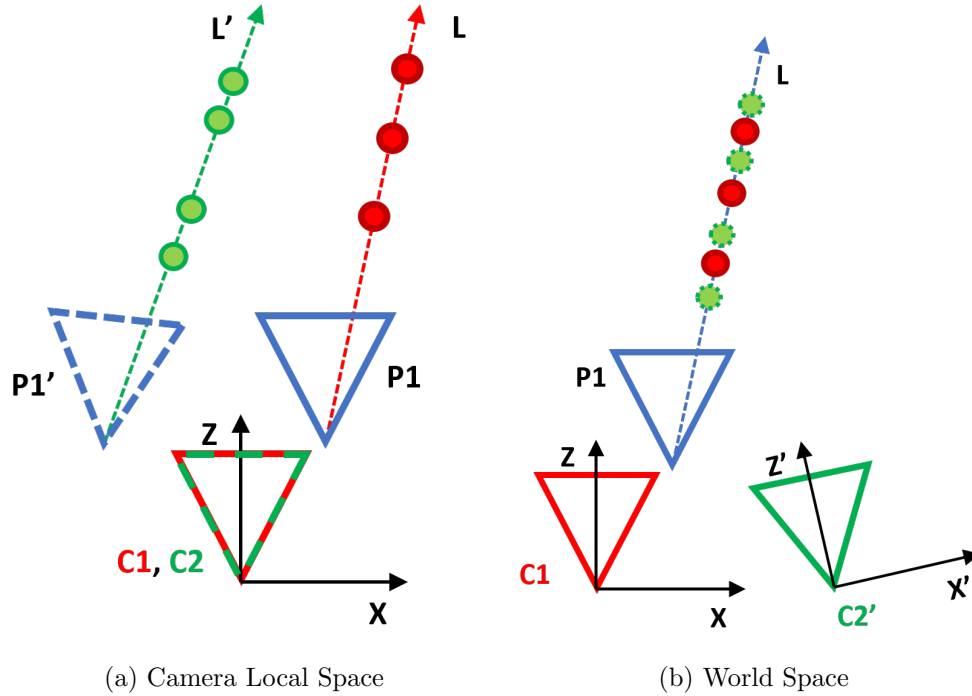 L’
L
P1’
P1
Z
C1, C2
X
(a) Camera Local Space
L
P1
Z
C1
X
Z’
X’
C2’
(b) World Space